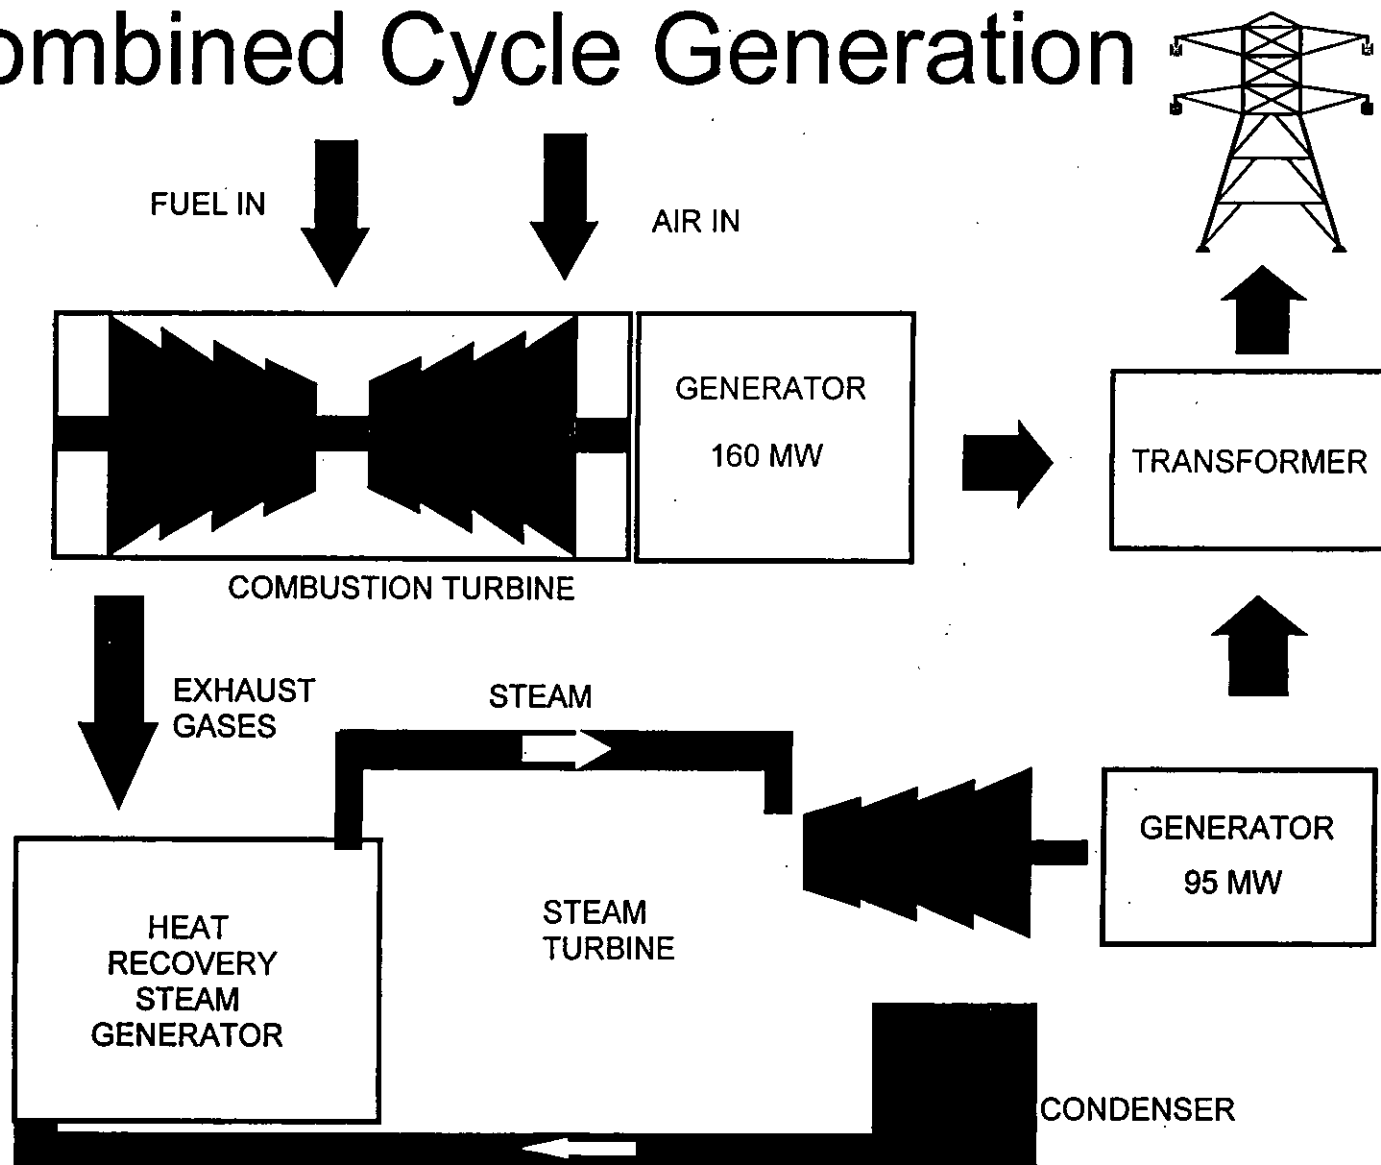 ombined Cycle Generation
FUEL IN
AIR IN
GENERATOR
160 MW
TRANSFORMER
COMBUSTION TURBINE
EXHAUST
GASES
STEAM
GENERATOR
95 MW
HEAT
RECOVERY
STEAM
GENERATOR
STEAM
TURBINE
CONDENSER